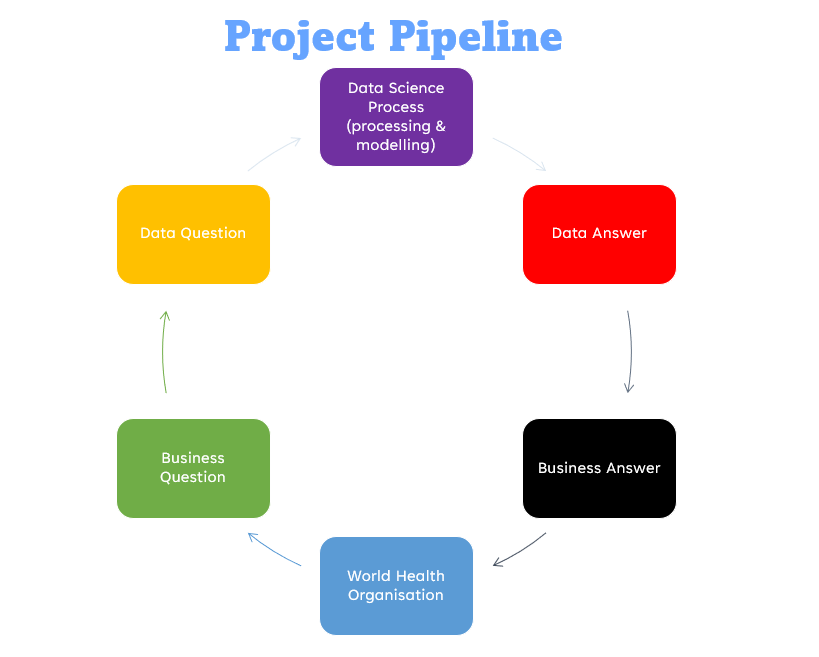 Project Pipeline
Data Science
Process
(processing &
modelling)
Data Question
Data Answer
Business
Question
Business Answer
World Health
Organisation